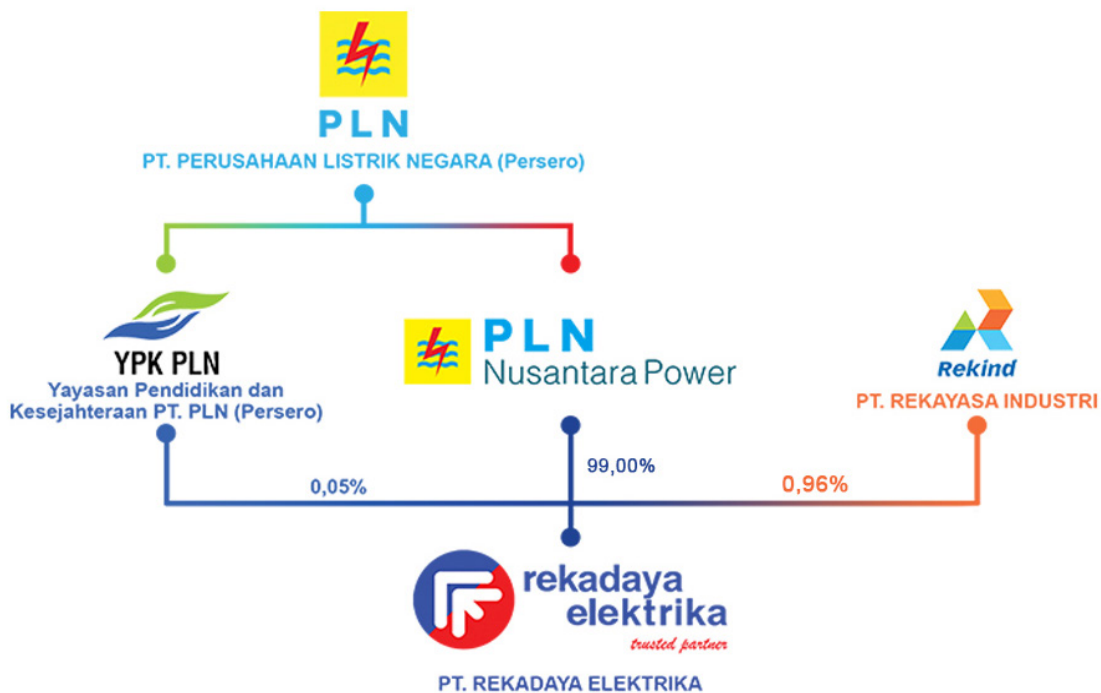 PLN
PT. PERUSAHAAN LISTRIK NEGARA (Persero)
YPK PLN
Yayasan Pendidikan dan
Kesejahteraan PT. PLN (Persero)
PLN
Nusantara Power
Rekind
PT. REKAYASA INDUSTRI
0,05%
99,00%
0,96%
rekadaya
elektrika
trusted partner
PT. REKADAYA ELEKTRIKA